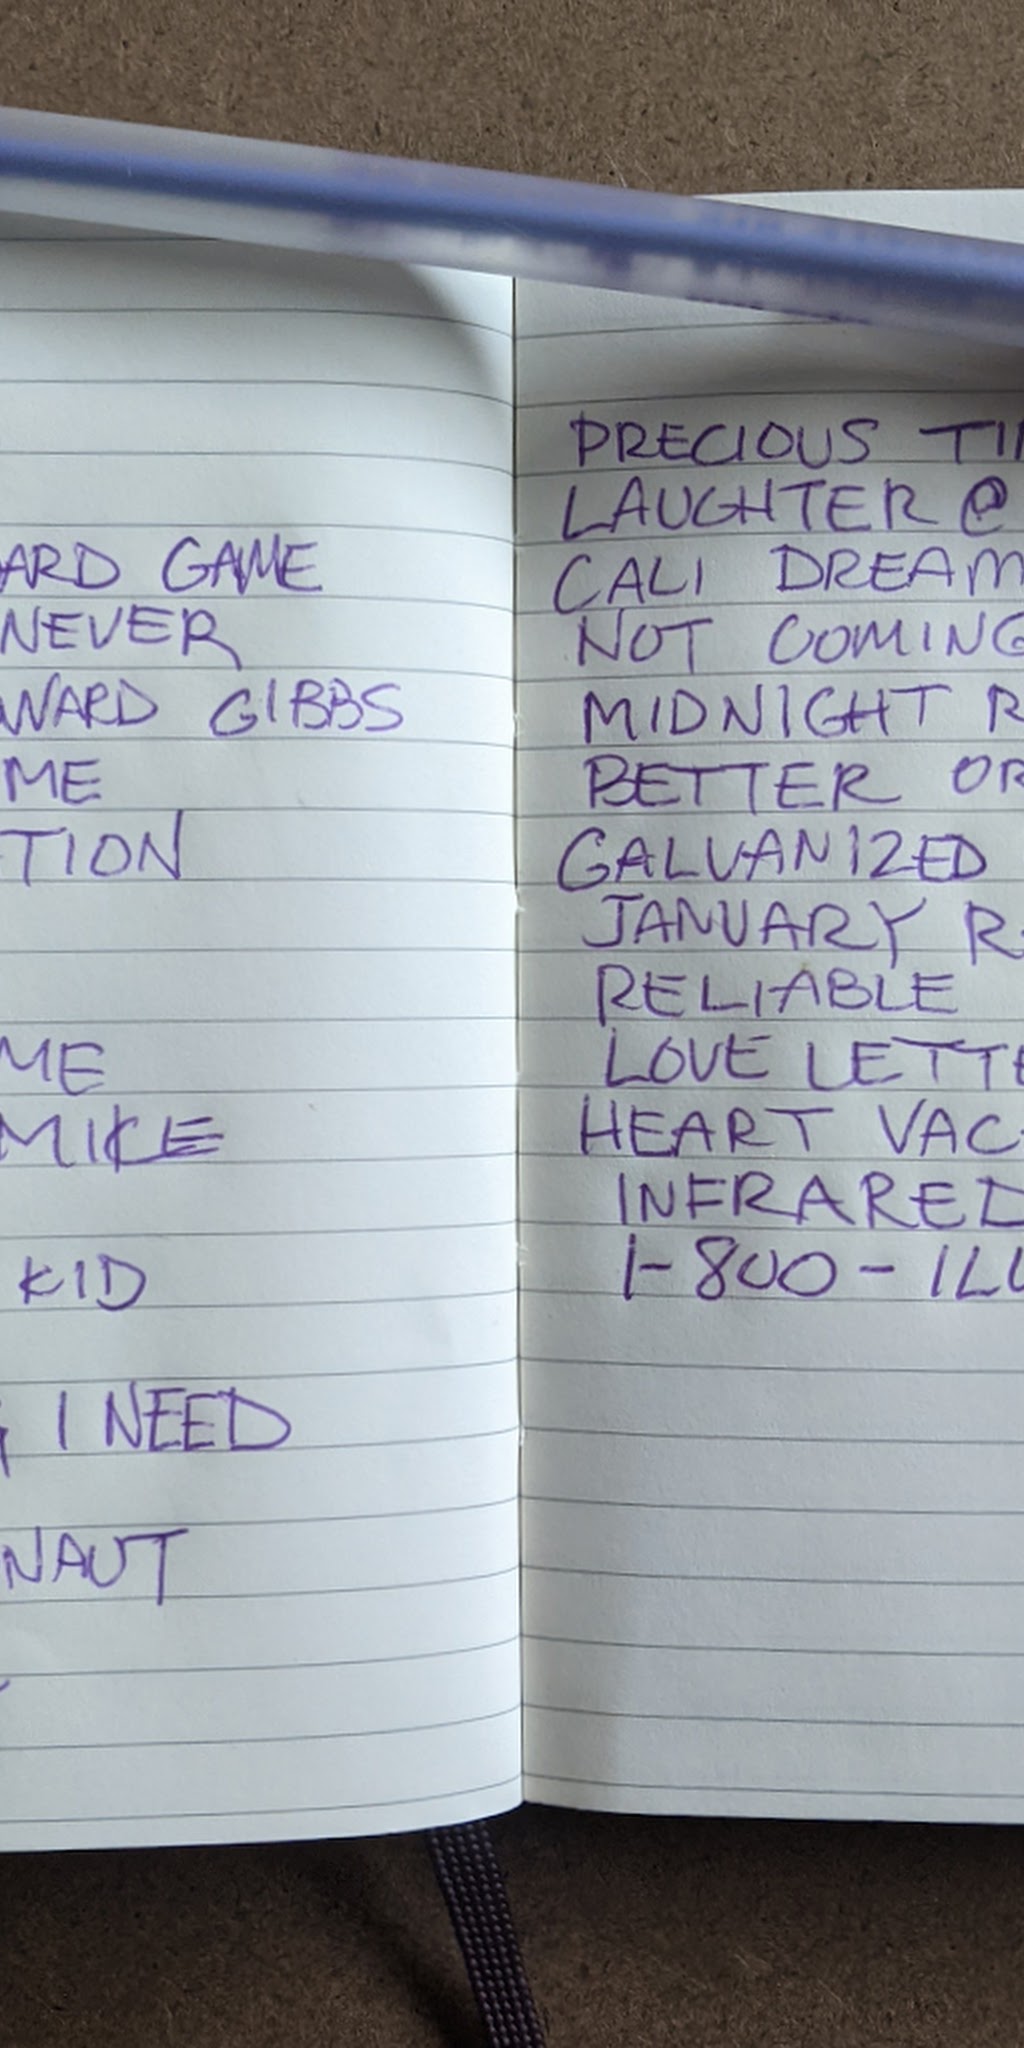 ARD GAME
NEVER
WARD GIBBS
ME
TION
ME
MIKE
KID
I NEED
NAUT
PRECIOUS TI
LAUGHTER @
CALI DREAM
NOT COMING
MIDNIGHT R
BETTER OR
GALVANIZED
JANUARY R
RELIABLE
LOVE LETTE
HEART VAC
INFRARED
1-800-ILL